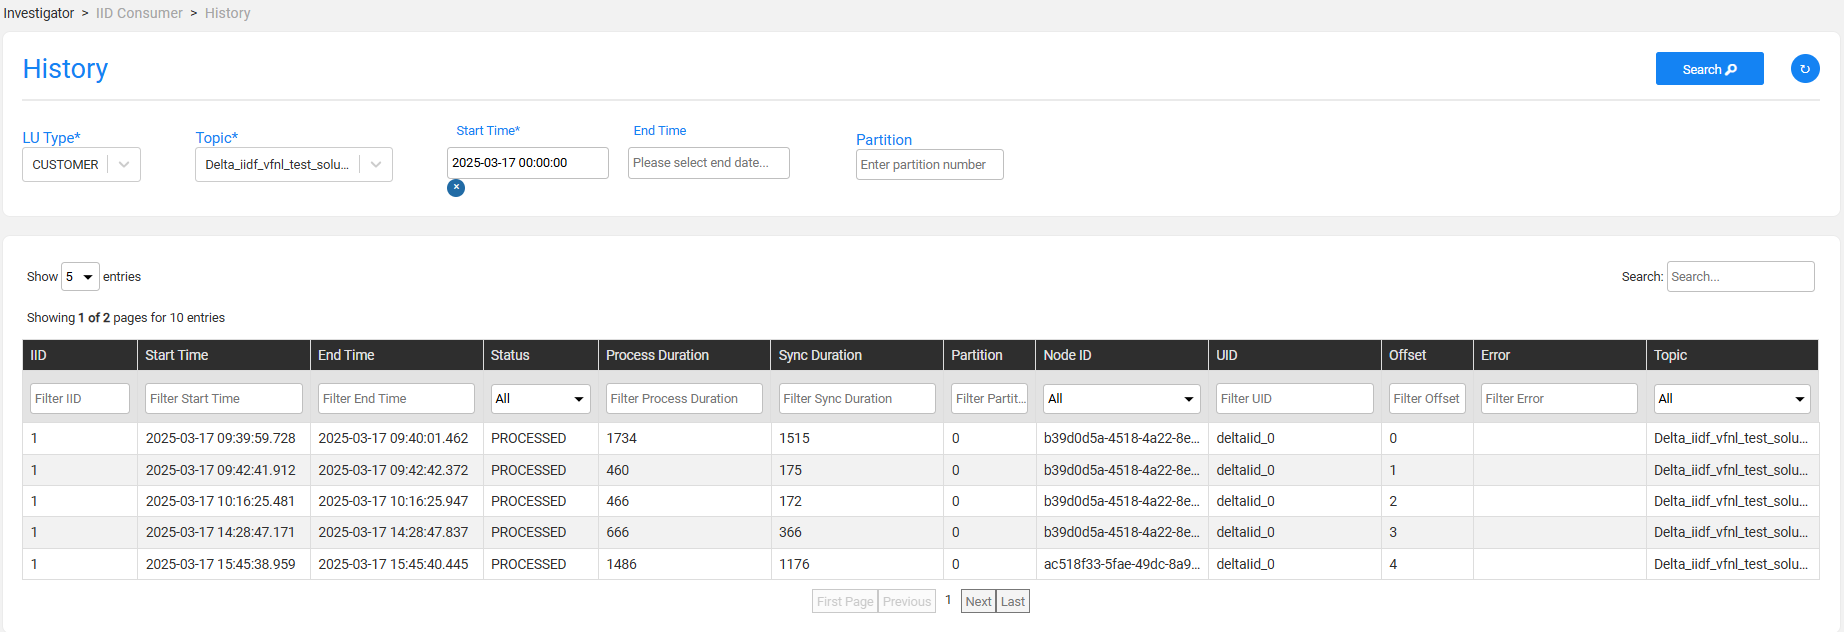 Investigator > IID Consumer > History
History
Search
LU Type*
Topic*
Start Time*
End Time
Partition
CUSTOMER
Delta_iidf_vfnl_test_solu...
2025-03-17 00:00:00
Please select end date...
Enter partition number
Show 5 entries
Search: Search...
Showing 1 of 2 pages for 10 entries
IID Start Time End Time Status Process Duration Sync Duration Partition Node ID UID Offset Error Topic
Filter IID Filter Start Time Filter End Time All Filter Process Duration Filter Sync Duration Filter Partit... All Filter UID Filter Offset Filter Error All
1 2025-03-17 09:39:59.728 2025-03-17 09:40:01.462 PROCESSED 1734 1515 0 b39d0d5a-4518-4a22-8e... deltaIid_0 0 Delta_iidf_vfnl_test_solu...
1 2025-03-17 09:42:41.912 2025-03-17 09:42:42.372 PROCESSED 460 175 0 b39d0d5a-4518-4a22-8e... deltaIid_0 1 Delta_iidf_vfnl_test_solu...
1 2025-03-17 10:16:25.481 2025-03-17 10:16:25.947 PROCESSED 466 172 0 b39d0d5a-4518-4a22-8e... deltaIid_0 2 Delta_iidf_vfnl_test_solu...
1 2025-03-17 14:28:47.171 2025-03-17 14:28:47.837 PROCESSED 666 366 0 b39d0d5a-4518-4a22-8e... deltaIid_0 3 Delta_iidf_vfnl_test_solu...
1 2025-03-17 15:45:38.959 2025-03-17 15:45:40.445 PROCESSED 1486 1176 0 ac518f33-5fae-49dc-8a9... deltaIid_0 4 Delta_iidf_vfnl_test_solu...
First Page Previous 1 Next Last